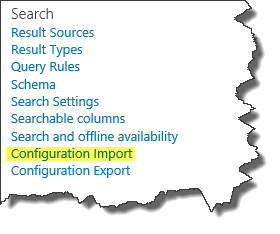 Search
Result Sources
Result Types
Query Rules
Schema
Search Settings
Searchable columns
Search and offline availability
Configuration Import
Configuration Export